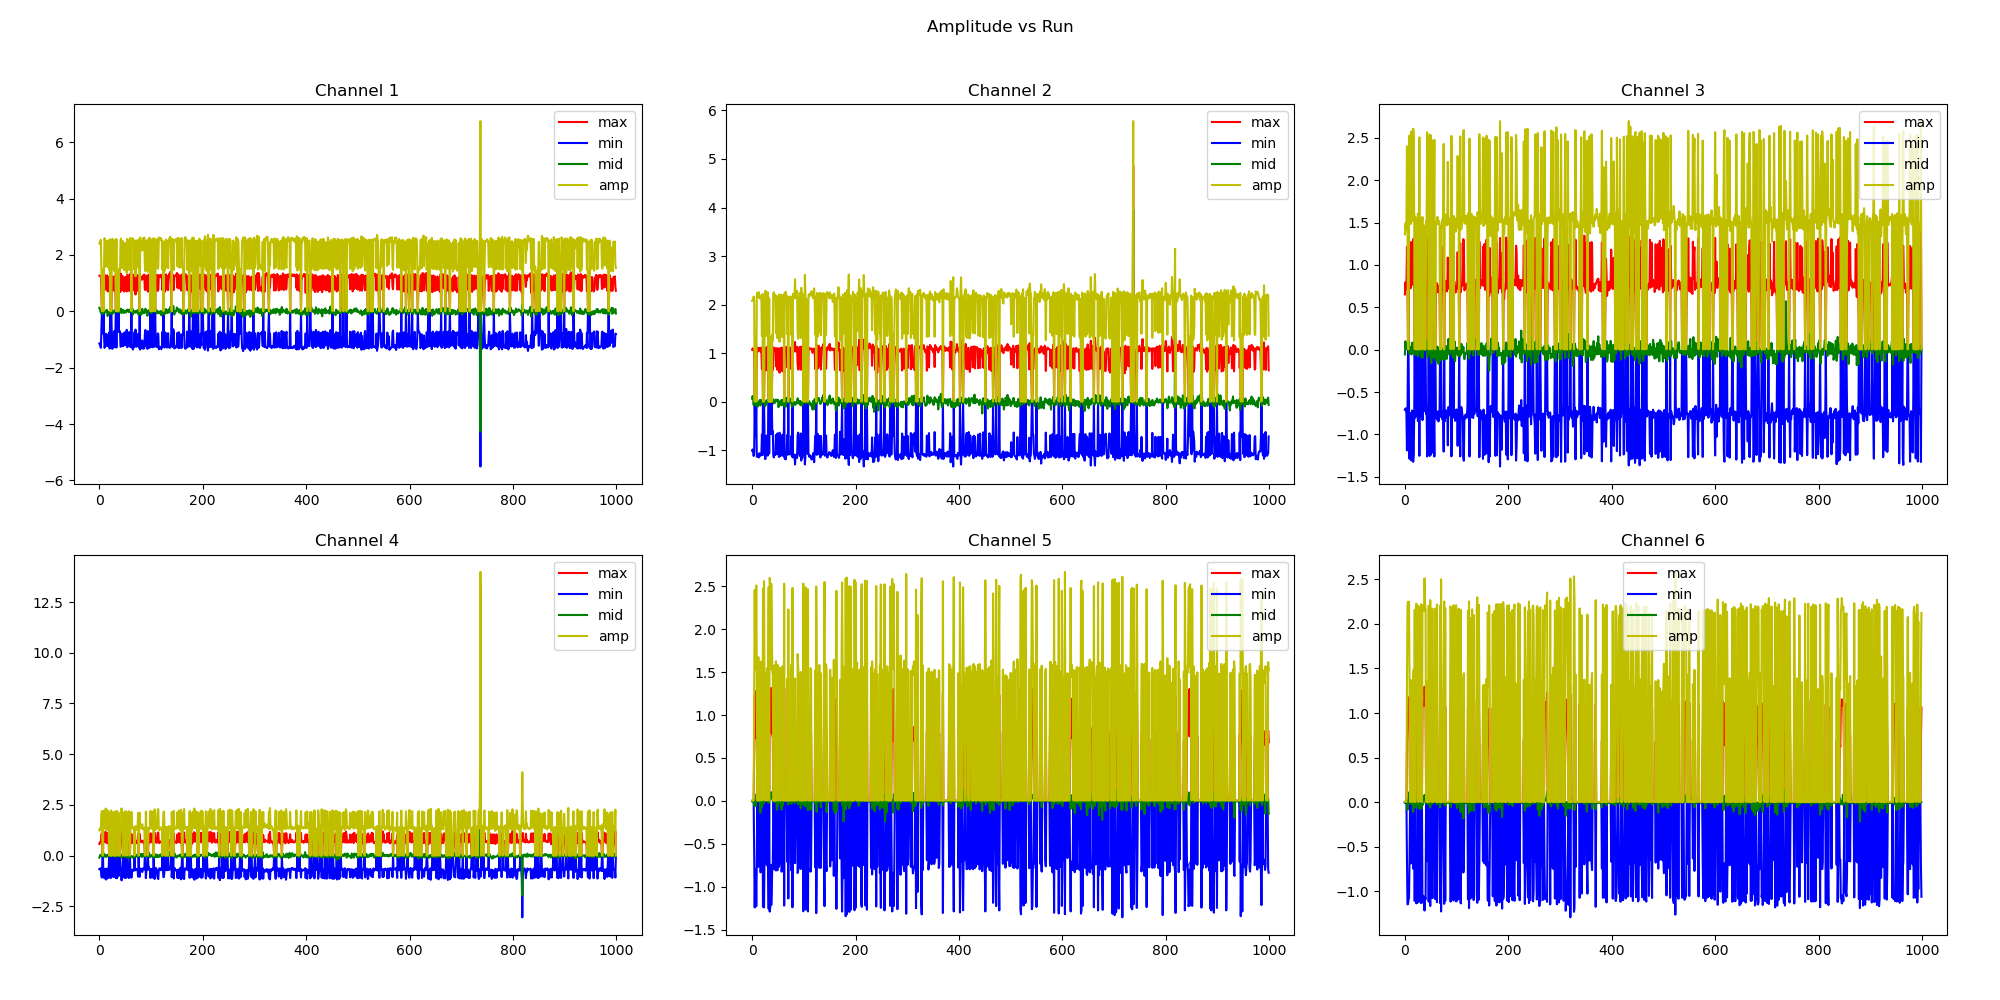 Amplitude vs Run
Channel 1
6
4
2
0
−2
−4
−6
0 200 400 600 800 1000
max
min
mid
amp
Channel 2
6
5
4
3
2
1
0
−1
0 200 400 600 800 1000
max
min
mid
amp
Channel 3
2.5
2.0
1.5
1.0
0.5
0.0
−0.5
−1.0
−1.5
0 200 400 600 800 1000
max
min
mid
amp
Channel 4
12.5
10.0
7.5
5.0
2.5
0.0
−2.5
0 200 400 600 800 1000
max
min
mid
amp
Channel 5
2.5
2.0
1.5
1.0
0.5
0.0
−0.5
−1.0
−1.5
0 200 400 600 800 1000
max
min
mid
amp
Channel 6
2.5
2.0
1.5
1.0
0.5
0.0
−0.5
−1.0
0 200 400 600 800 1000
max
min
mid
amp